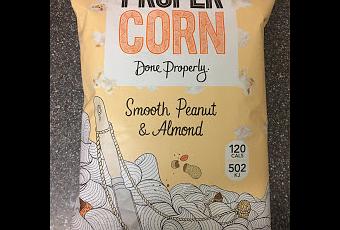 PROPER
CORN
Done Properly.
Smooth Peanut
& Almond
120
CALS
502
KJ